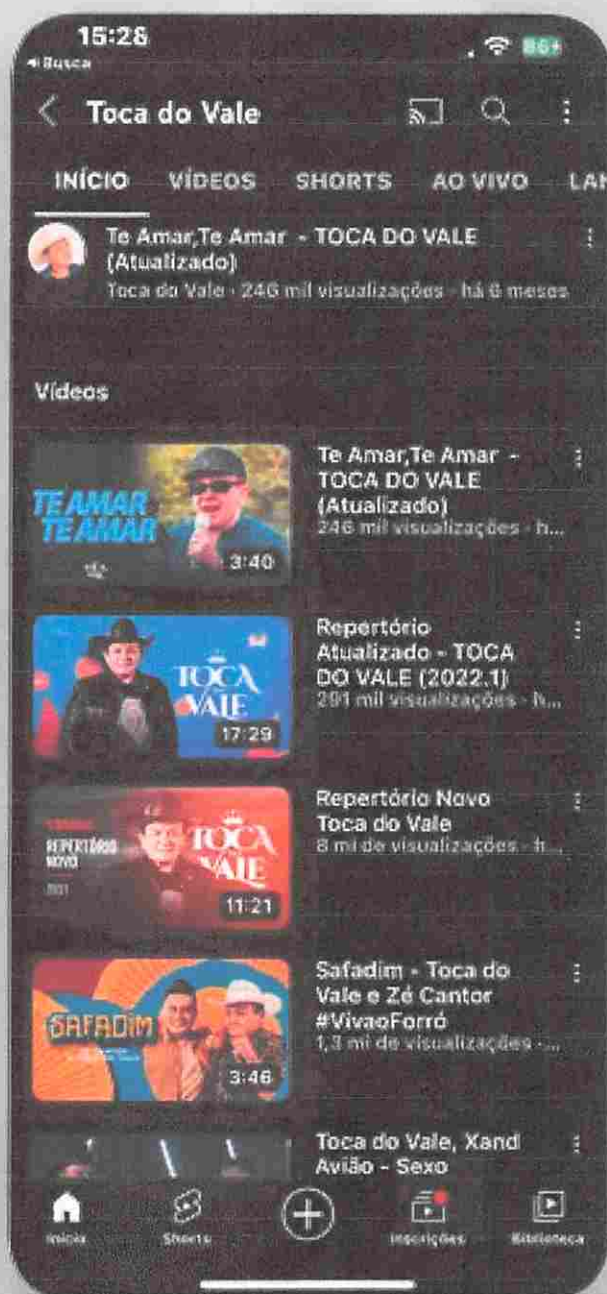 15:28
Busca
86
Toca do Vale
INÍCIO VÍDEOS SHORTS AO VIVO LAN
Te Amar,Te Amar - TOCA DO VALE
(Atualizado)
Toca do Vale · 246 mil visualizações · há 6 meses
Vídeos
TE AMAR
TE AMAR
3:40
Te Amar,Te Amar -
TOCA DO VALE
(Atualizado)
246 mil visualizações · h...
TOCA
VALE
17:29
Repertório
Atualizado - TOCA
DO VALE (2022.1)
291 mil visualizações · h...
REPERTÓRIO
NOVO
TOCA
VALE
11:21
Repertório Novo
Toca do Vale
8 mi de visualizações · h...
SAFADIM
3:46
Safadim - Toca do
Vale e Zé Cantor
#VivaoForró
1,3 mi de visualizações · ...
Toca do Vale, Xand
Avião - Sexo
Início Shorts Inscrições Biblioteca